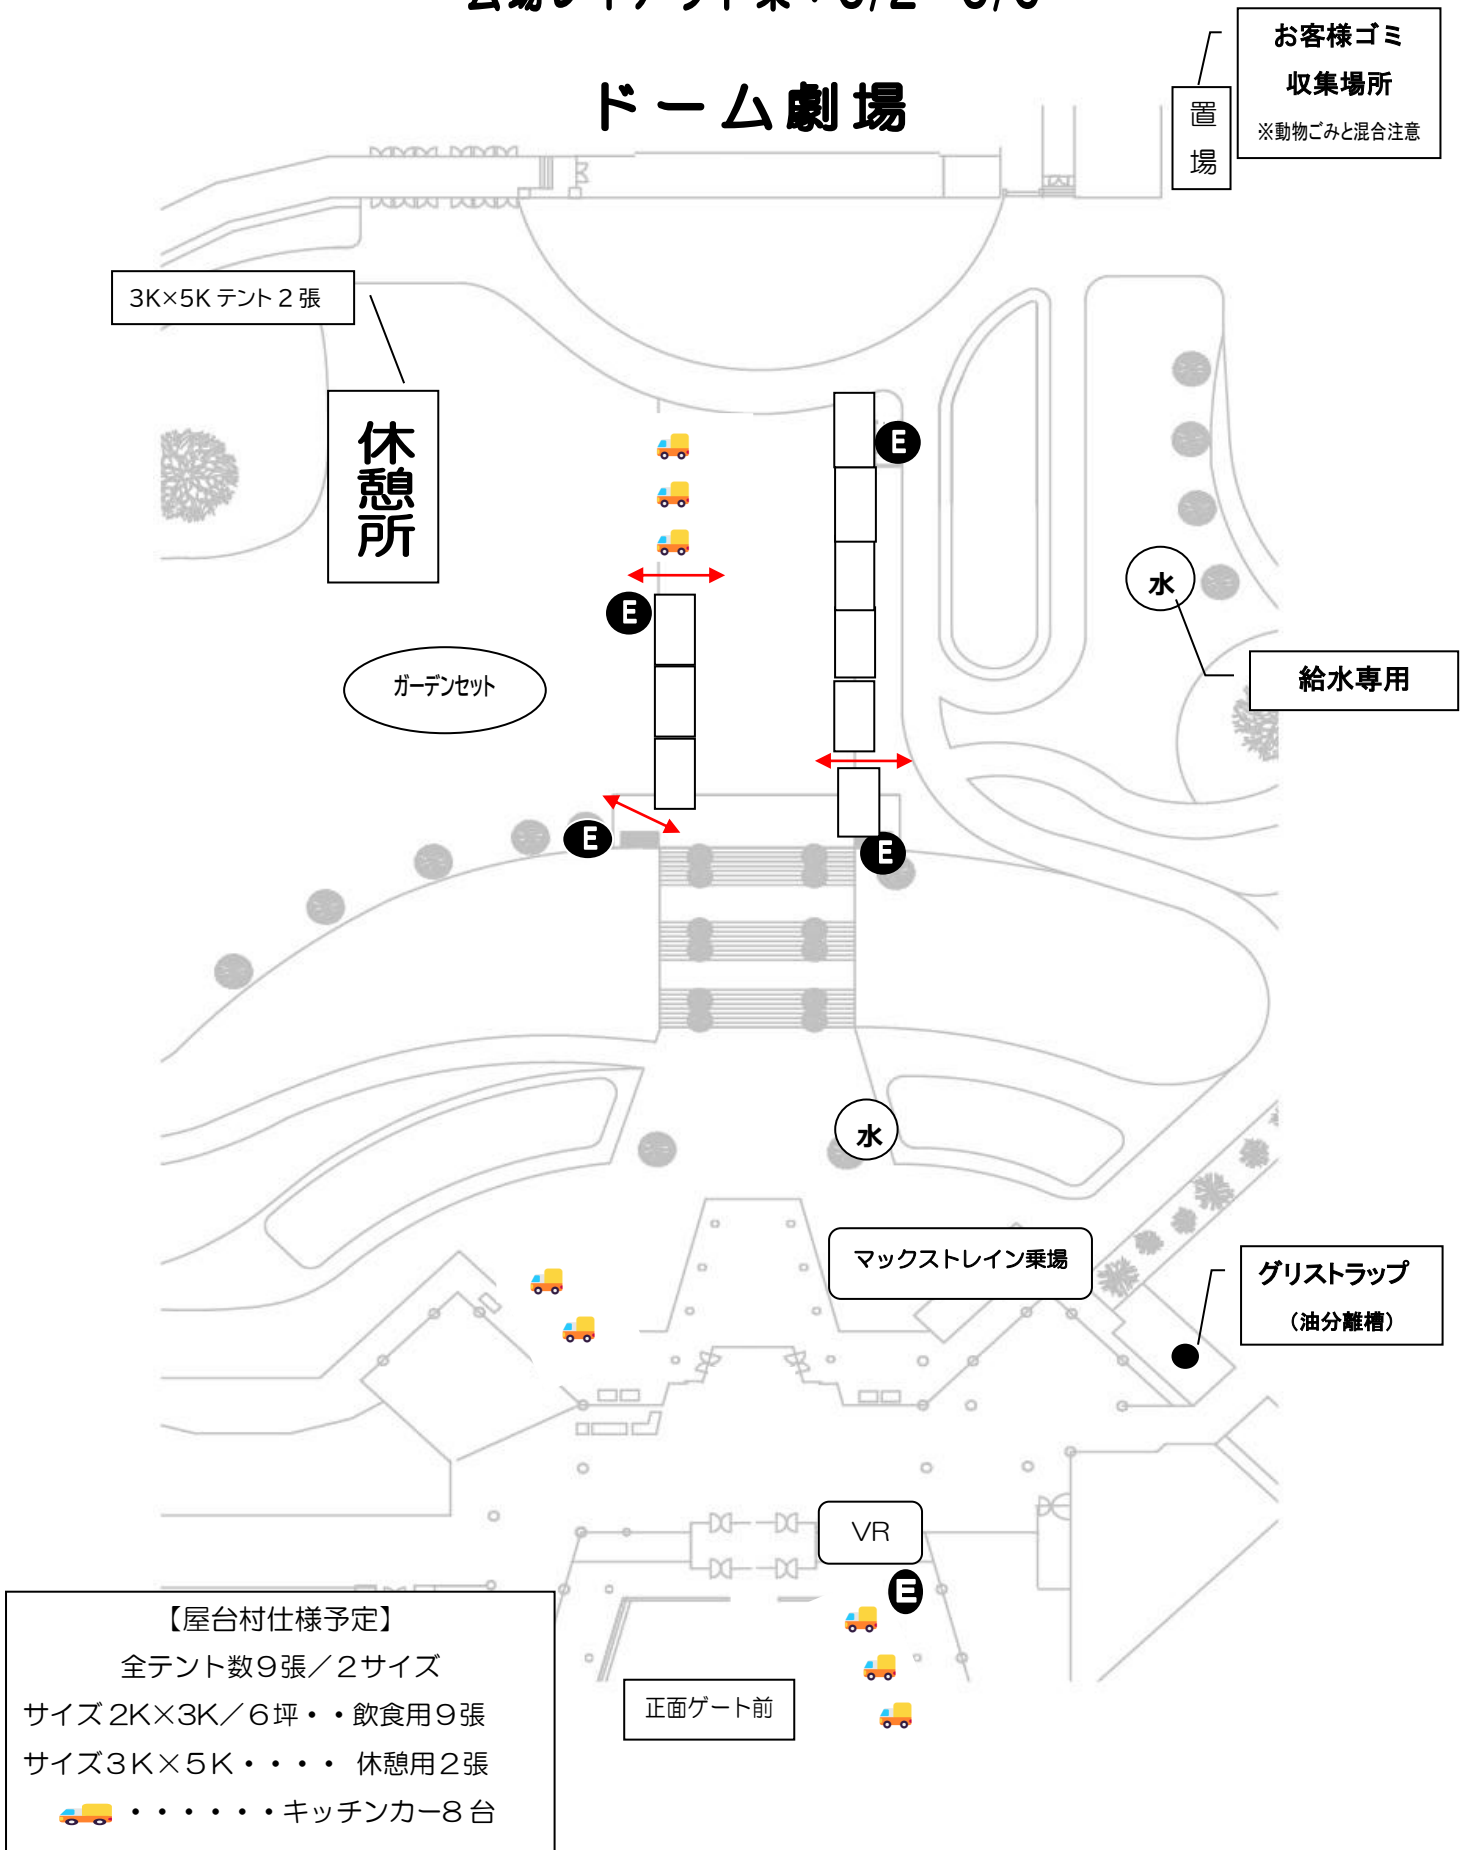 ドーム劇場
お客様ゴミ
収集場所
※動物ごみと混合注意
置
場
3K×5Kテント2張
休
憩
所
E
E
水
給水専用
ガーデンセット
E
E
水
マックストレイン乗場
グリストラップ
(油分離槽)
VR
E
正面ゲート前
【屋台村仕様予定】
全テント数9張/2サイズ
サイズ2K×3K/6坪・・飲食用9張
サイズ3K×5K・・・・ 休憩用2張
・・・・・・キッチンカー8台